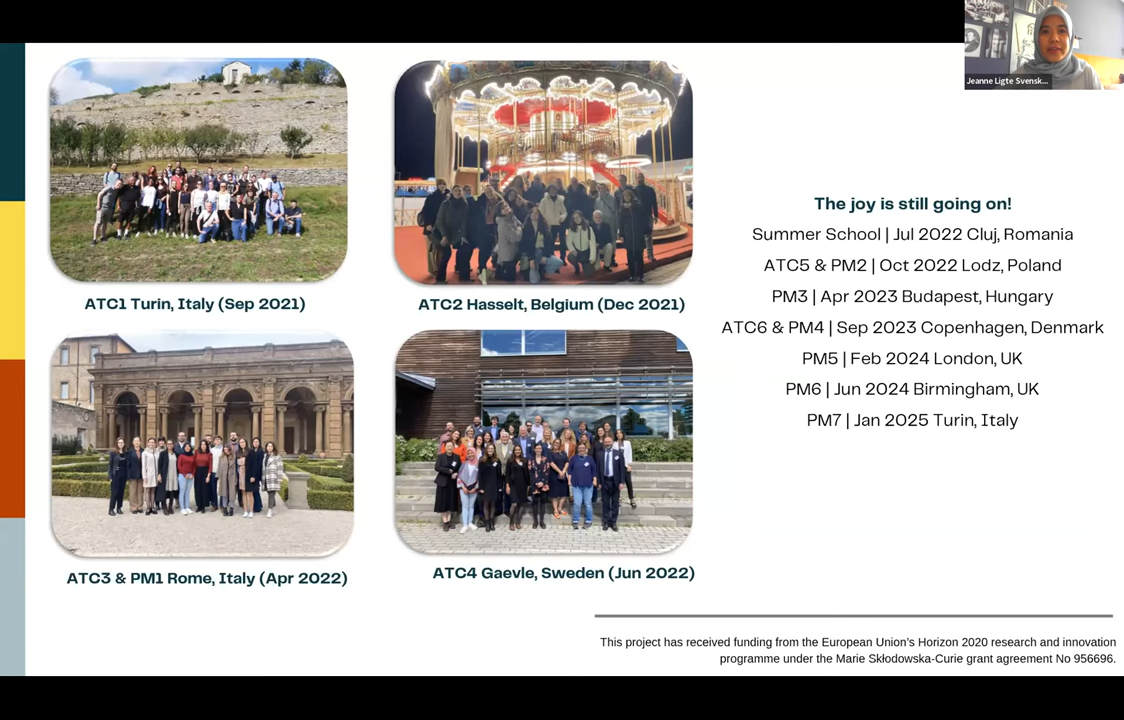 Jeanne Ligte Svensk...
ATC1 Turin, Italy (Sep 2021)
ATC2 Hasselt, Belgium (Dec 2021)
ATC3 & PM1 Rome, Italy (Apr 2022)
ATC4 Gaevle, Sweden (Jun 2022)
The joy is still going on!
Summer School | Jul 2022 Cluj, Romania
ATC5 & PM2 | Oct 2022 Lodz, Poland
PM3 | Apr 2023 Budapest, Hungary
ATC6 & PM4 | Sep 2023 Copenhagen, Denmark
PM5 | Feb 2024 London, UK
PM6 | Jun 2024 Birmingham, UK
PM7 | Jan 2025 Turin, Italy
This project has received funding from the European Union’s Horizon 2020 research and innovation
programme under the Marie Skłodowska-Curie grant agreement No 956696.